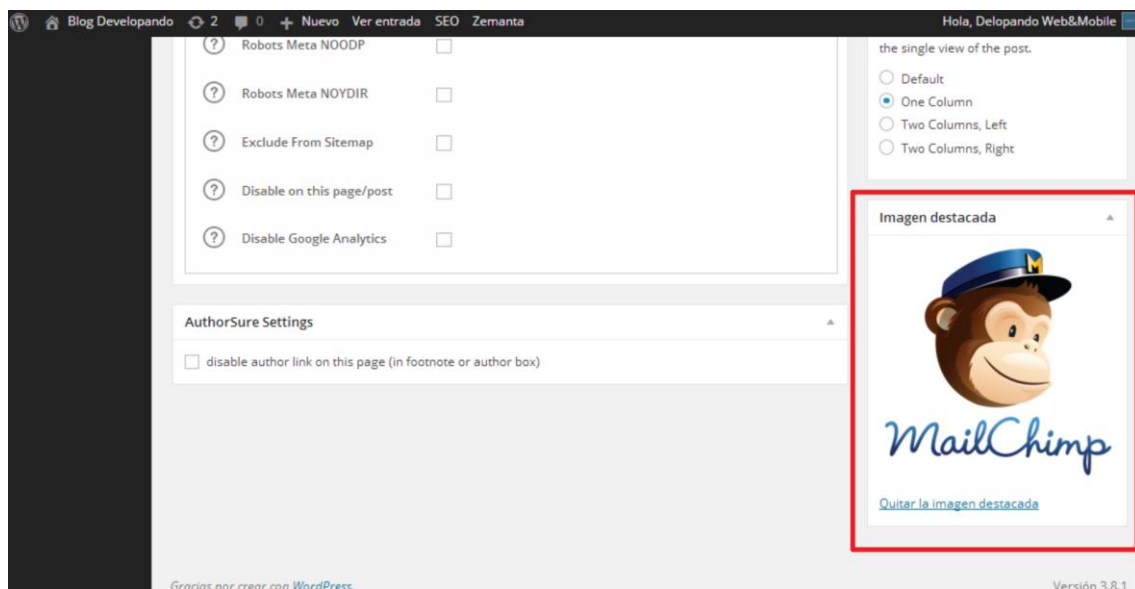 Blog Developando 2 0 + Nuevo Ver entrada SEO Zemanta Hola, Delopando Web&Mobile
? Robots Meta NOODP
? Robots Meta NOYDIR
? Exclude From Sitemap
? Disable on this page/post
? Disable Google Analytics
AuthorSure Settings
disable author link on this page (in footnote or author box)
the single view of the post.
Default
One Column
Two Columns, Left
Two Columns, Right
Imagen destacada
M
MailChimp
Quitar la imagen destacada
Gracias por crear con WordPress.
Versión 3.8.1